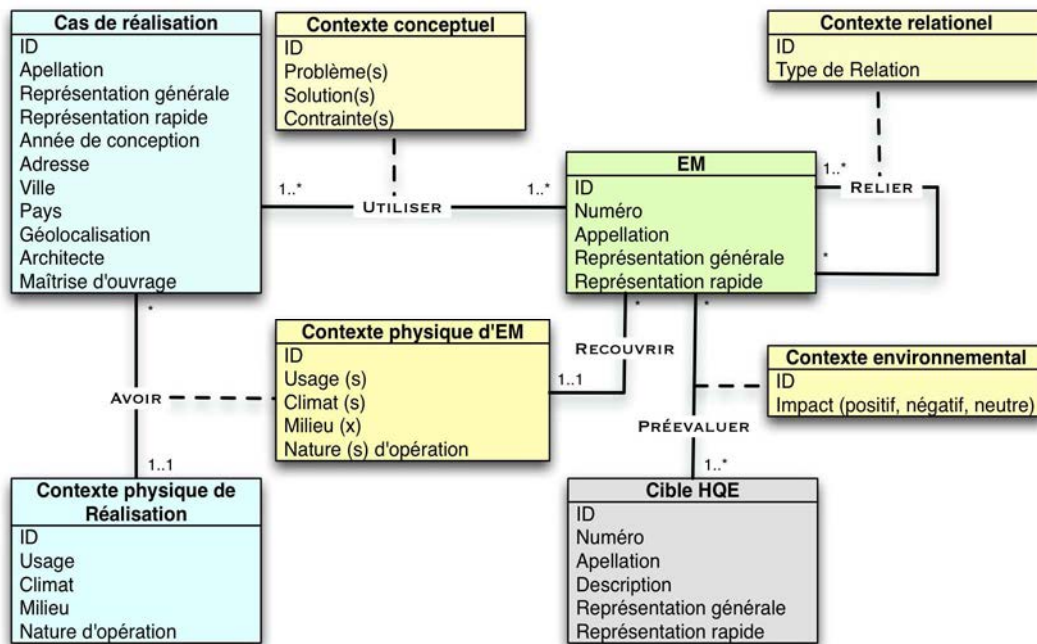 Cas de réalisation
ID
Apellation
Représentation générale
Représentation rapide
Année de conception
Adresse
Ville
Pays
Géolocalisation
Architecte
Maîtrise d'ouvrage
Contexte conceptuel
ID
Problème(s)
Solution(s)
Contrainte(s)
Contexte relationel
ID
Type de Relation
1..*
UTILISER
1..*
EM
ID
Numéro
Appellation
Représentation générale
Représentation rapide
1..*
RELIER
*
*
AVOIR
1..1
Contexte physique d'EM
ID
Usage (s)
Climat (s)
Milieu (x)
Nature (s) d'opération
*
RECOUVRIR
1..1
*
PRÉEVALUER
1..*
Contexte environnemental
ID
Impact (positif, négatif, neutre)
Contexte physique de
Réalisation
ID
Usage
Climat
Milieu
Nature d'opération
Cible HQE
ID
Numéro
Apellation
Description
Représentation générale
Représentation rapide